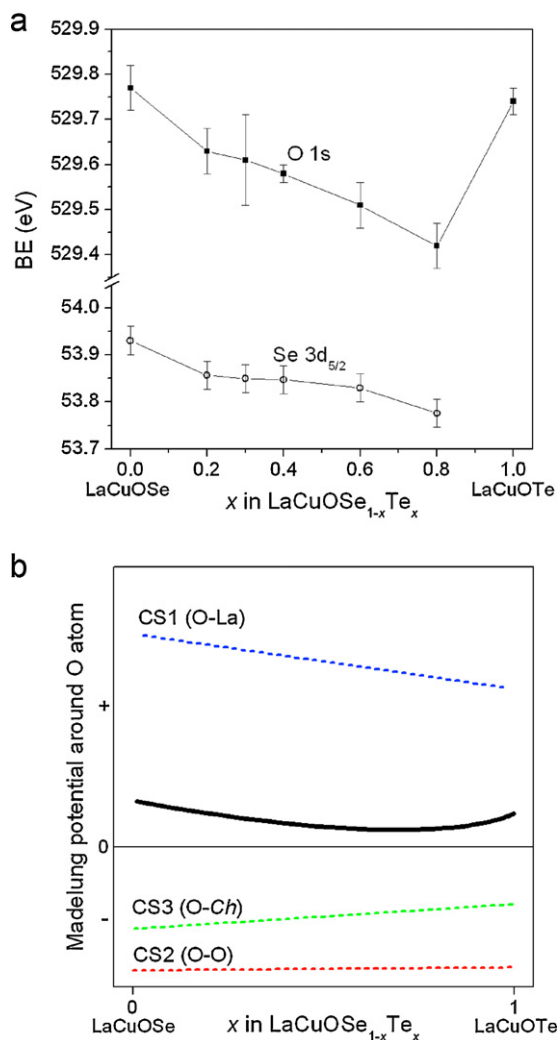 a
529.9
529.8
529.7
529.6
529.5
529.4
54.0
53.9
53.8
53.7
BE (eV)
O 1s
Se 3d5/2
0.0 0.2 0.3 0.4 0.6 0.8 1.0
LaCuOSe LaCuOTe
x in LaCuOSe1-xTex
b
Madelung potential around O atom
CS1 (O-La)
+
0
-
CS3 (O-Ch)
CS2 (O-O)
0 1
LaCuOSe LaCuOTe
x in LaCuOSe1-xTex